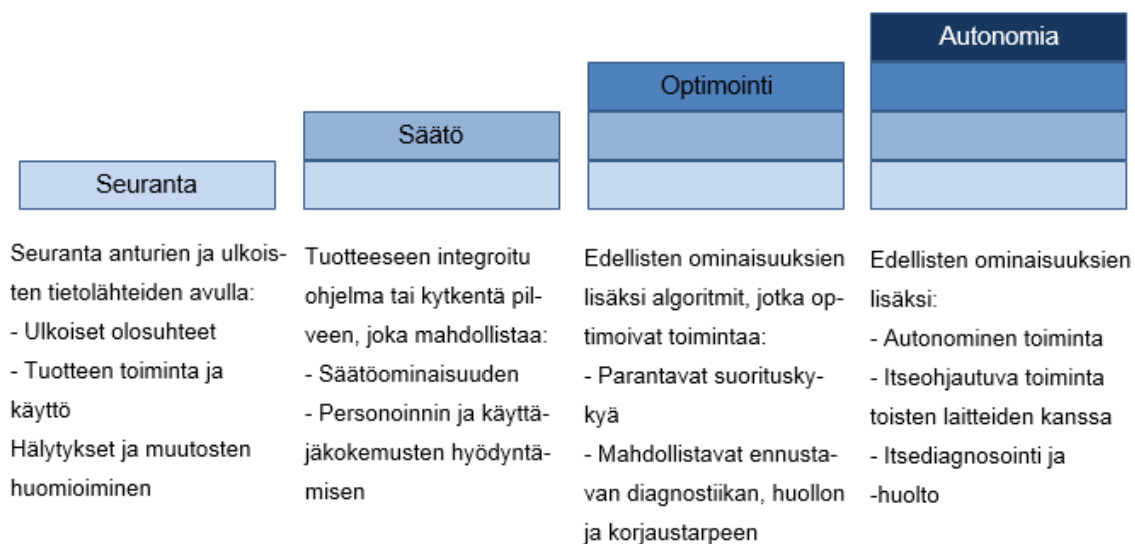 Seuranta
Säätö
Optimointi
Autonomia
Seuranta anturien ja ulkois-
ten tietolähteiden avulla:
- Ulkoiset olosuhteet
- Tuotteen toiminta ja
käyttö
Hälytykset ja muutosten
huomioiminen
Tuotteeseen integroitu
ohjelma tai kytkentä pil-
veen, joka mahdollistaa:
- Säätöominaisuuden
- Personoinnin ja käyttä-
jäkokemusten hyödyntä-
misen
Edellisten ominaisuuksien
lisäksi algoritmit, jotka op-
timoivat toimintaa:
- Parantavat suoritusky-
kyä
- Mahdollistavat ennusta-
van diagnostiikan, huollon
ja korjaustarpeen
Edellisten ominaisuuksien
lisäksi:
- Autonominen toiminta
- Itseohjautuva toiminta
toisten laitteiden kanssa
- Itsediagnosointi ja
-huolto